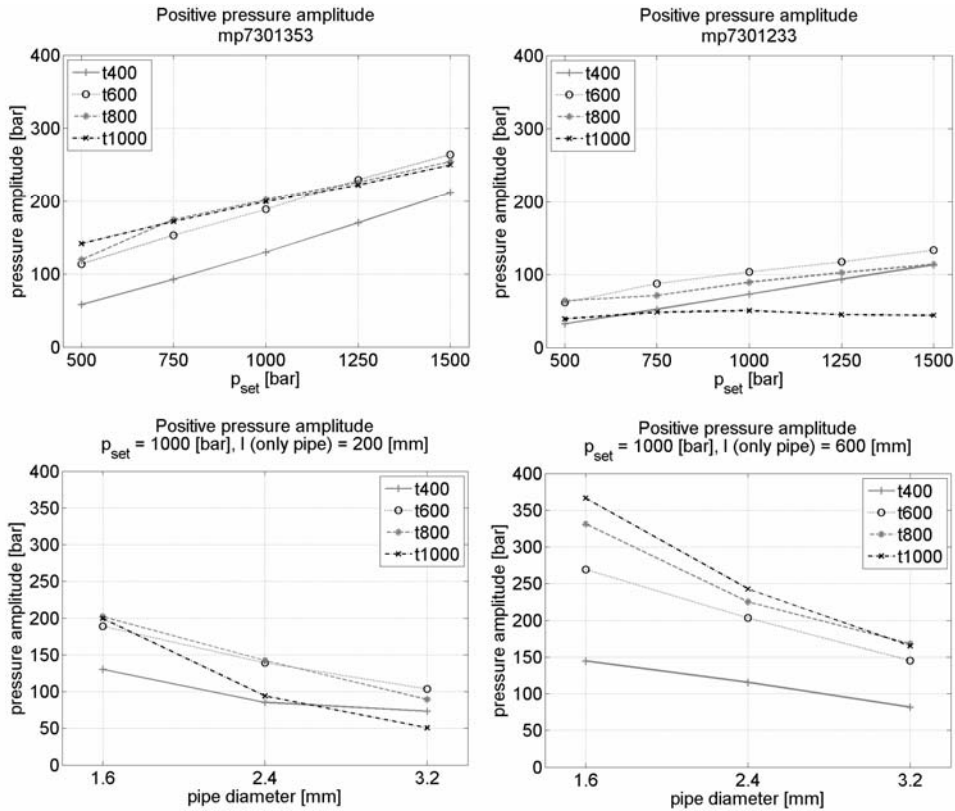 Positive pressure amplitude
mp7301353
pressure amplitude [bar]
400
300
200
100
0
t400
t600
t800
t1000
500 750 1000 1250 1500
p_set [bar]
Positive pressure amplitude
mp7301233
pressure amplitude [bar]
400
300
200
100
0
t400
t600
t800
t1000
500 750 1000 1250 1500
p_set [bar]
Positive pressure amplitude
p_set = 1000 [bar], l (only pipe) = 200 [mm]
pressure amplitude [bar]
400
350
300
250
200
150
100
50
0
t400
t600
t800
t1000
1.6 2.4 3.2
pipe diameter [mm]
Positive pressure amplitude
p_set = 1000 [bar], l (only pipe) = 600 [mm]
pressure amplitude [bar]
400
350
300
250
200
150
100
50
0
t400
t600
t800
t1000
1.6 2.4 3.2
pipe diameter [mm]